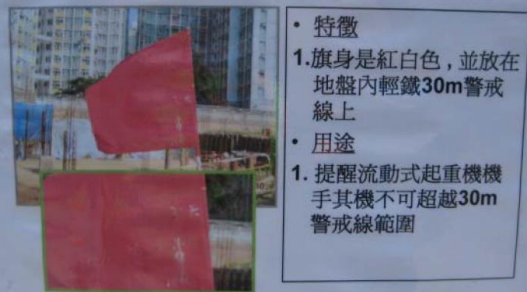 • 特徵
1.旗身是紅白色，並放在
地盤內輕鐵30m警戒
線上
• 用途
1. 提醒流動式起重機機
手其機不可超越30m
警戒線範圍